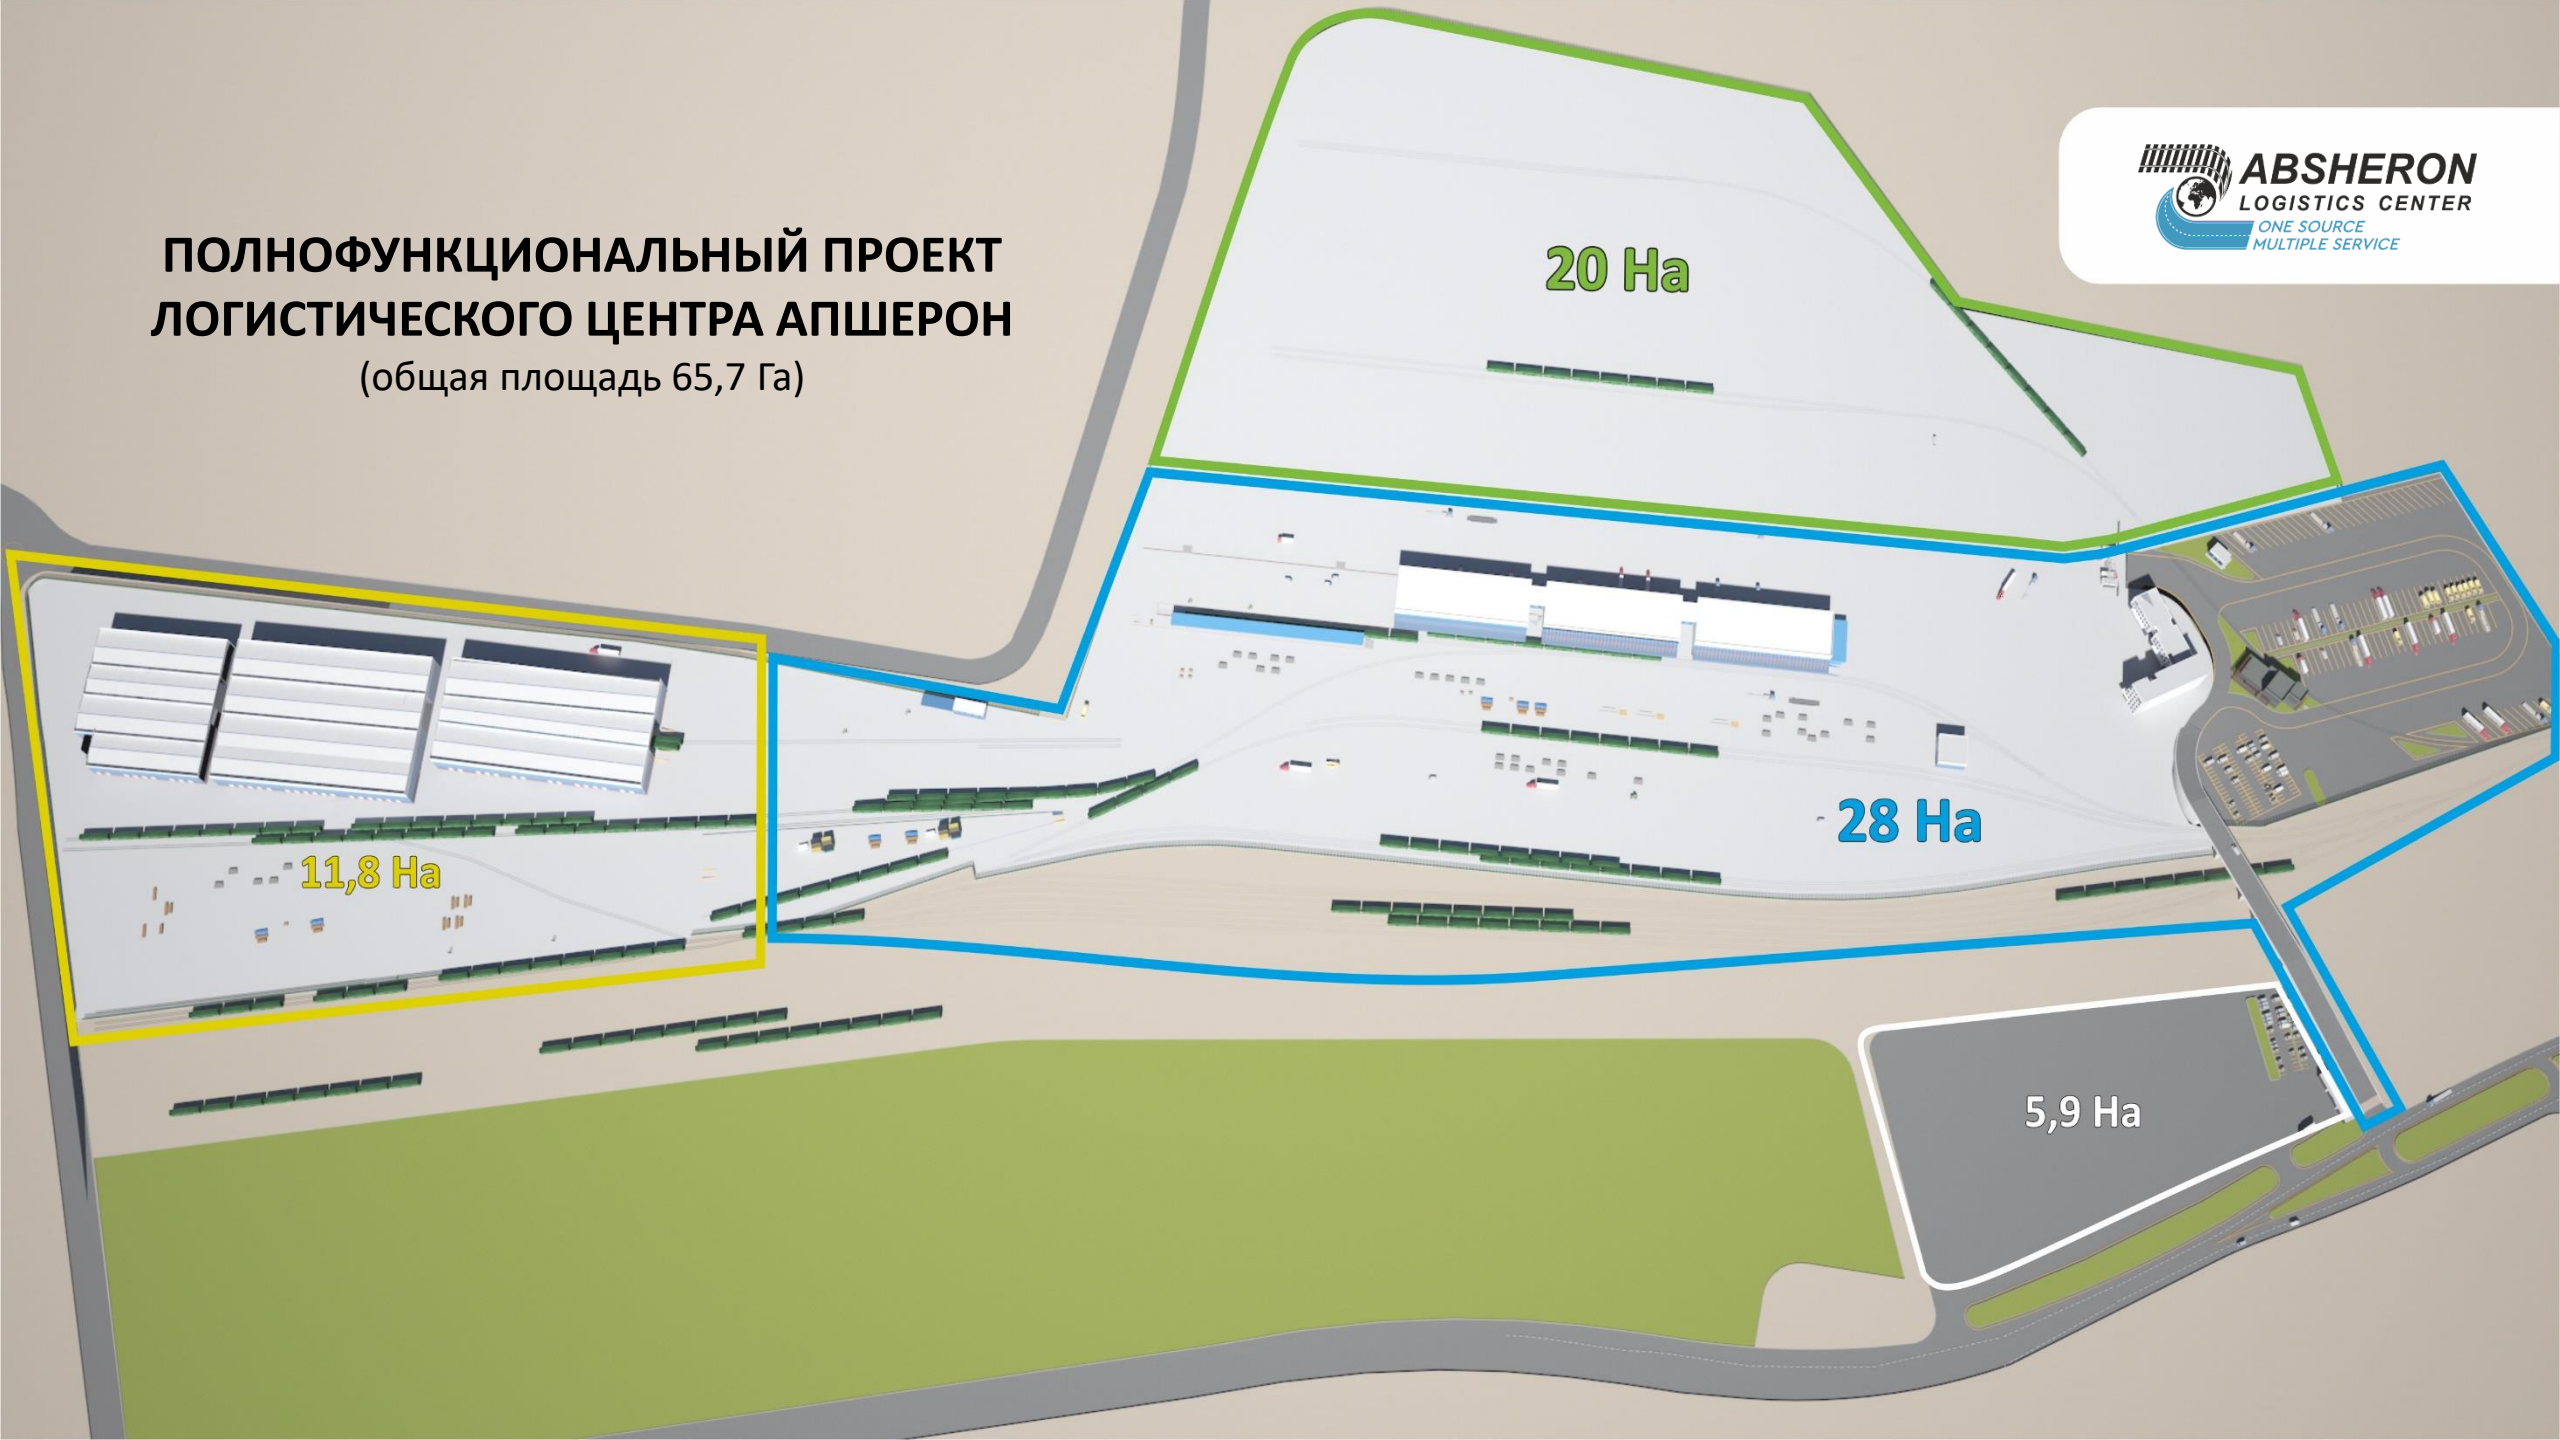 ПОЛНОФУНКЦИОНАЛЬНЫЙ ПРОЕКТ
ЛОГИСТИЧЕСКОГО ЦЕНТРА АПШЕРОН
(общая площадь 65,7 Га)
ABSHERON
LOGISTICS CENTER
ONE SOURCE
MULTIPLE SERVICE
20 Ha
28 Ha
11,8 Ha
5,9 Ha